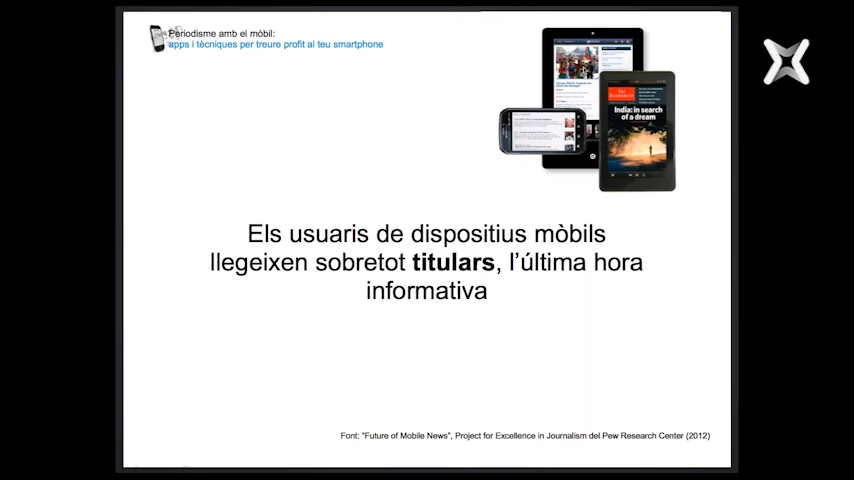 Periodisme amb el mòbil:
apps i tècniques per treure profit al teu smartphone
The Economist
India: in search
of a dream
Els usuaris de dispositius mòbils
llegeixen sobretot titulars, l’última hora
informativa
Font: "Future of Mobile News", Project for Excellence in Journalism del Pew Research Center (2012)